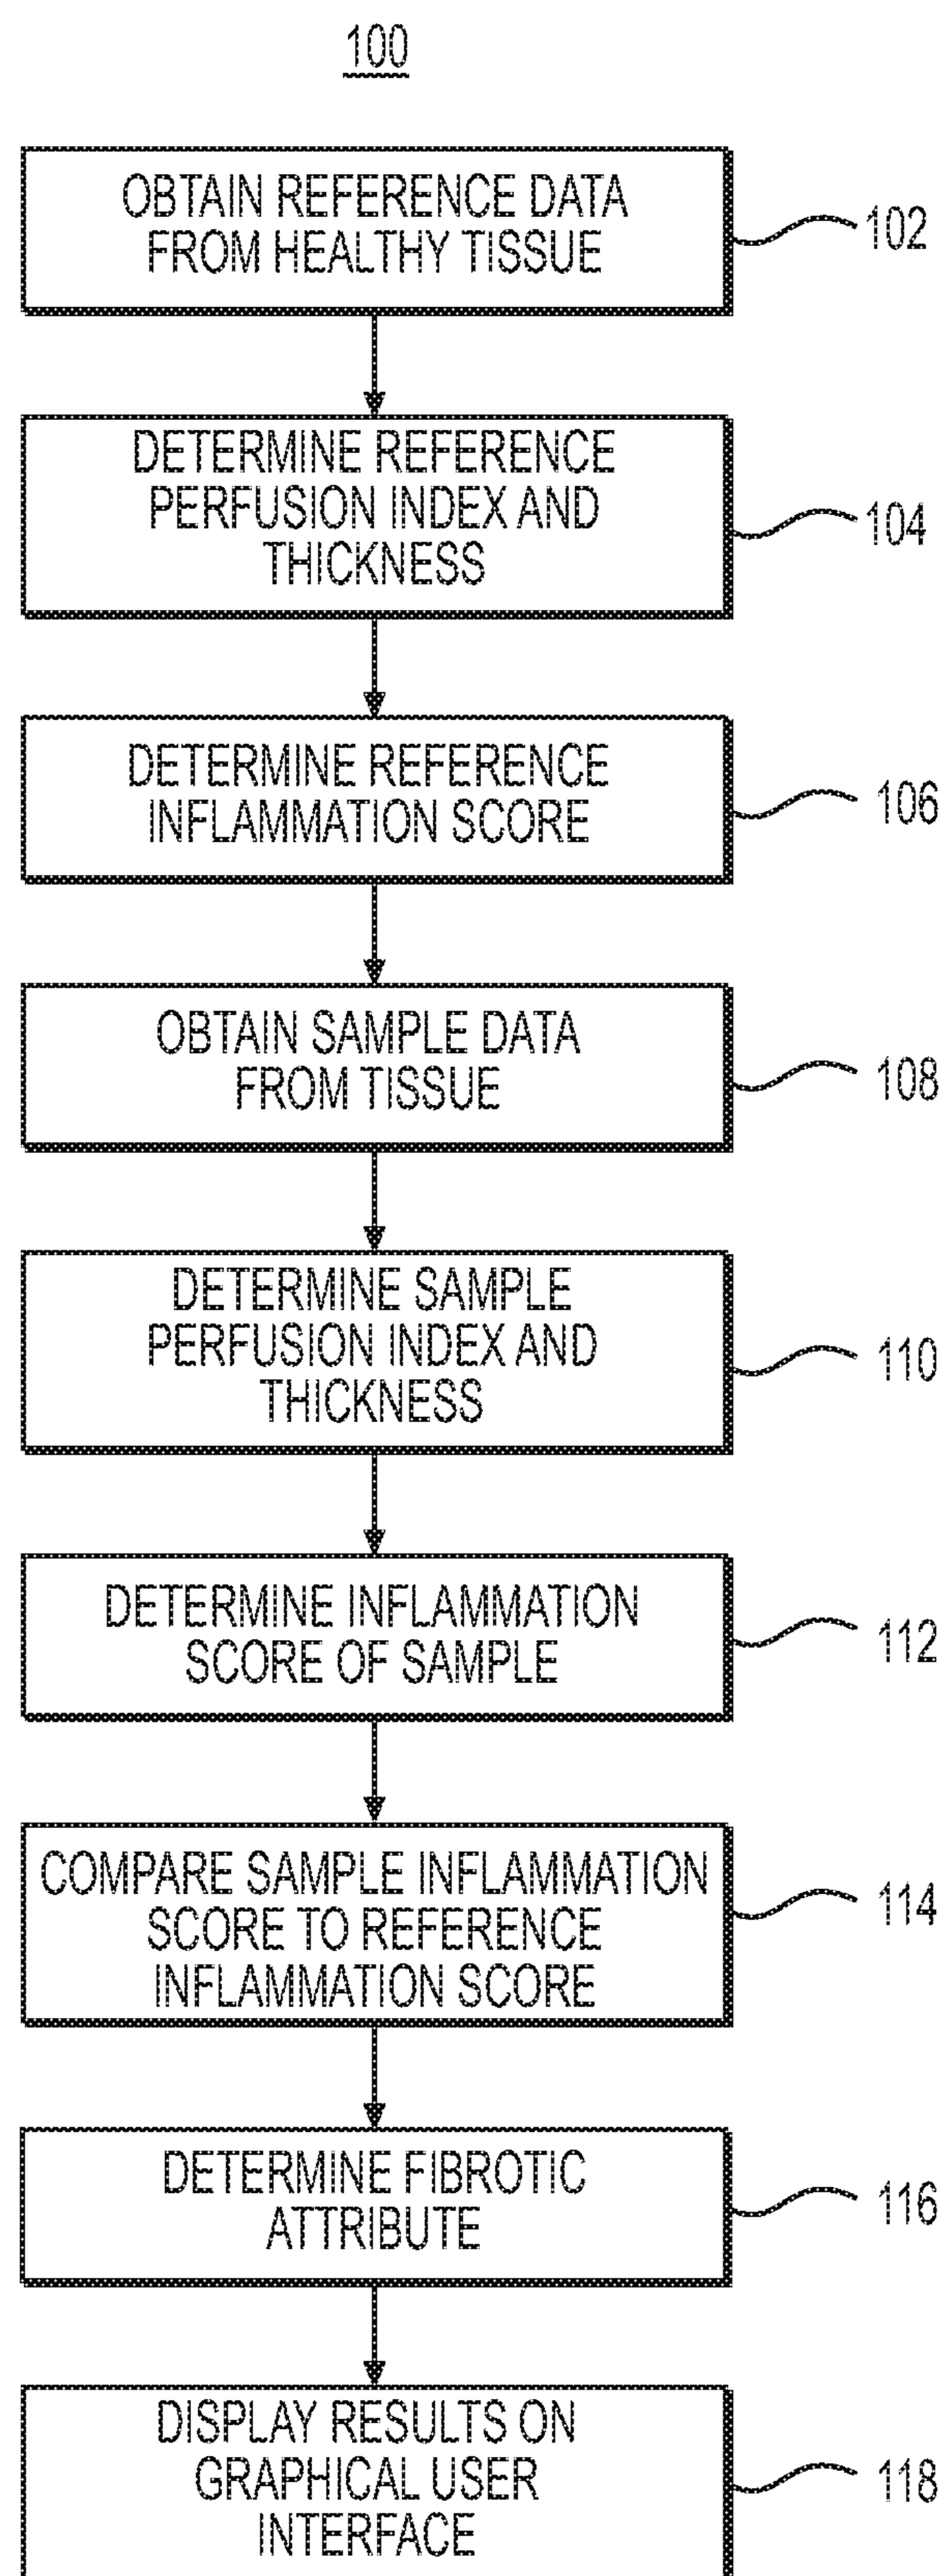 100
OBTAIN REFERENCE DATA
FROM HEALTHY TISSUE
102
DETERMINE REFERENCE
PERFUSION INDEX AND
THICKNESS
104
DETERMINE REFERENCE
INFLAMMATION SCORE
106
OBTAIN SAMPLE DATA
FROM TISSUE
108
DETERMINE SAMPLE
PERFUSION INDEX AND
THICKNESS
110
DETERMINE INFLAMMATION
SCORE OF SAMPLE
112
COMPARE SAMPLE INFLAMMATION
SCORE TO REFERENCE
INFLAMMATION SCORE
114
DETERMINE FIBROTIC
ATTRIBUTE
116
DISPLAY RESULTS ON
GRAPHICAL USER
INTERFACE
118